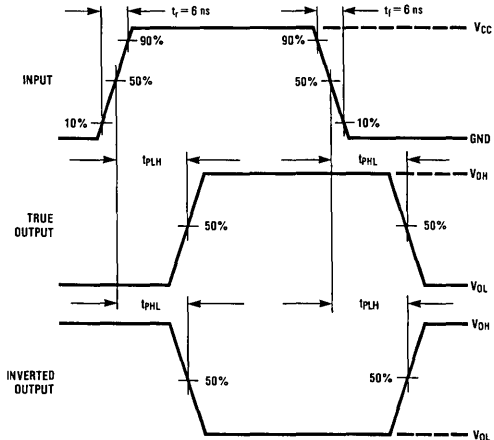 tr = 6 ns
tf = 6 ns
VCC
90%
90%
INPUT
50%
50%
10%
10%
GND
tPLH
tPHL
VOH
TRUE
OUTPUT
50%
50%
VOL
tPHL
tPLH
VOH
INVERTED
OUTPUT
50%
50%
VOL